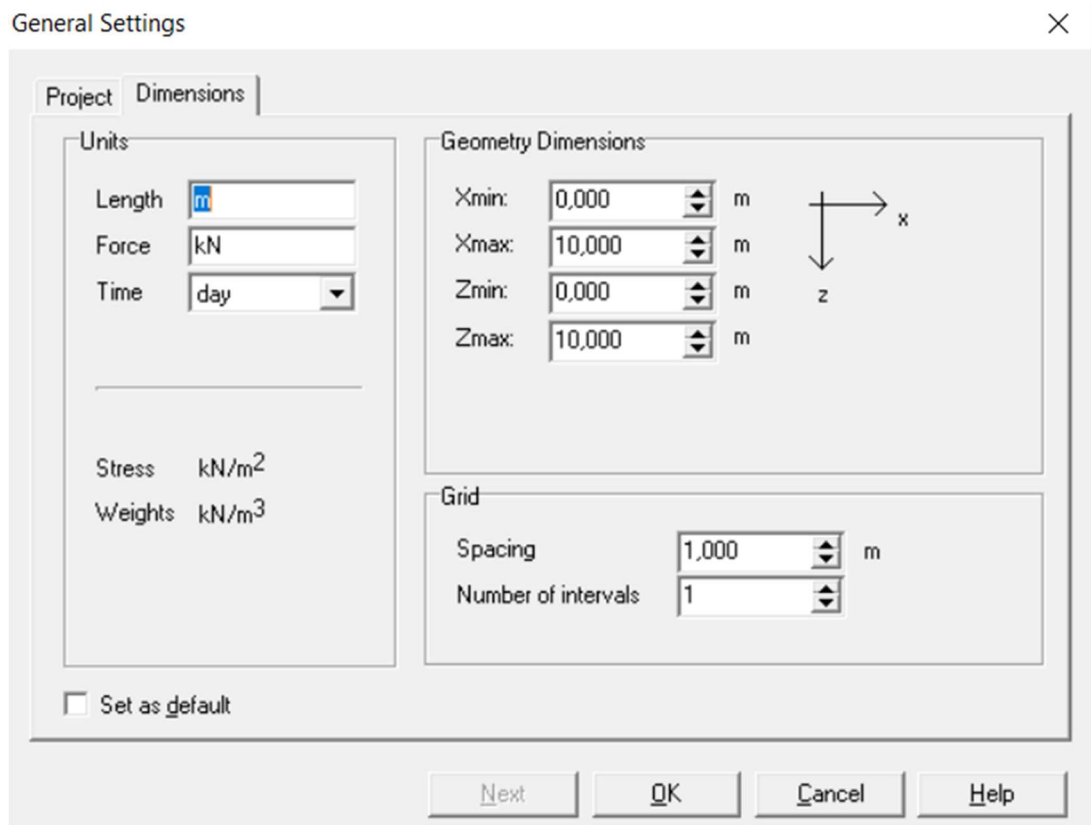 General Settings
Project
Dimensions
Units
Length m
Force kN
Time day
Stress kN/m2
Weights kN/m3
Geometry Dimensions
Xmin: 0,000 m
Xmax: 10,000 m
Zmin: 0,000 m
Zmax: 10,000 m
x
z
Grid
Spacing 1,000 m
Number of intervals 1
Set as default
Next
OK
Cancel
Help